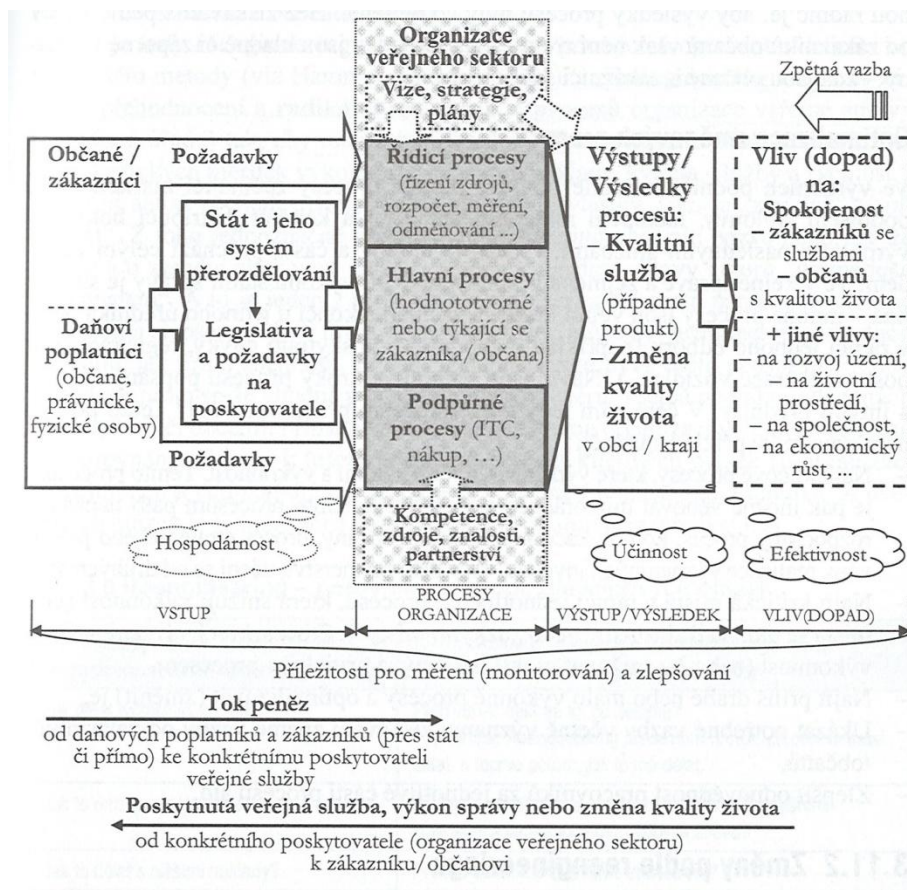 Organizace
veřejného sektoru
Vize, strategie,
plány
Zpětná vazba
Občané /
zákazníci
Požadavky
Stát a jeho
systém
přerozdělování
Legislativa
a požadavky
na
poskytovatele
Daňoví
poplatníci
(občané,
právnické,
fyzické osoby)
Požadavky
Řídicí procesy
(řízení zdrojů,
rozpočet, měření,
odměňování ...)
Hlavní procesy
(hodnototvorné
nebo týkající se
zákazníka/občana)
Podpůrné
procesy (ITC,
nákup, …)
Kompetence,
zdroje, znalosti,
partnerství
Výstupy/
Výsledky
procesů:
– Kvalitní
služba
(případně
produkt)
– Změna
kvality
života
v obci / kraji
Vliv (dopad)
na:
Spokojenost
– zákazníků se
službami
– občanů
s kvalitou života
+ jiné vlivy:
– na rozvoj území,
– na životní
prostředí,
– na společnost,
– na ekonomický
růst, …
Hospodárnost
Účinnost
Efektivnost
VSTUP
PROCESY
ORGANIZACE
VÝSTUP/VÝSLEDEK
VLIV(DOPAD)
Příležitosti pro měření (monitorování) a zlepšování
Tok peněz
od daňových poplatníků a zákazníků (přes stát
či přímo) ke konkrétnímu poskytovateli
veřejné služby
Poskytnutá veřejná služba, výkon správy nebo změna kvality života
od konkrétního poskytovatele (organizace veřejného sektoru)
k zákazníku/občanovi